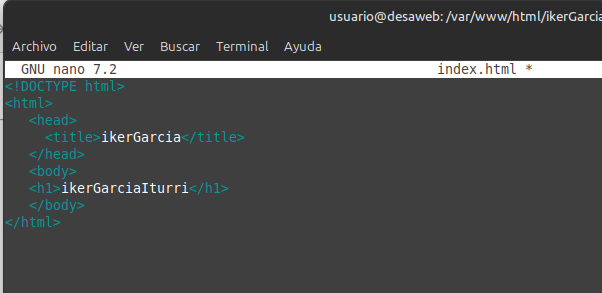 usuario@desaweb: /var/www/html/ikerGarcia
Archivo Editar Ver Buscar Terminal Ayuda
GNU nano 7.2 index.html *
<!DOCTYPE html>
<html>
<head>
<title>ikerGarcia</title>
</head>
<body>
<h1>ikerGarciaIturri</h1>
</body>
</html>